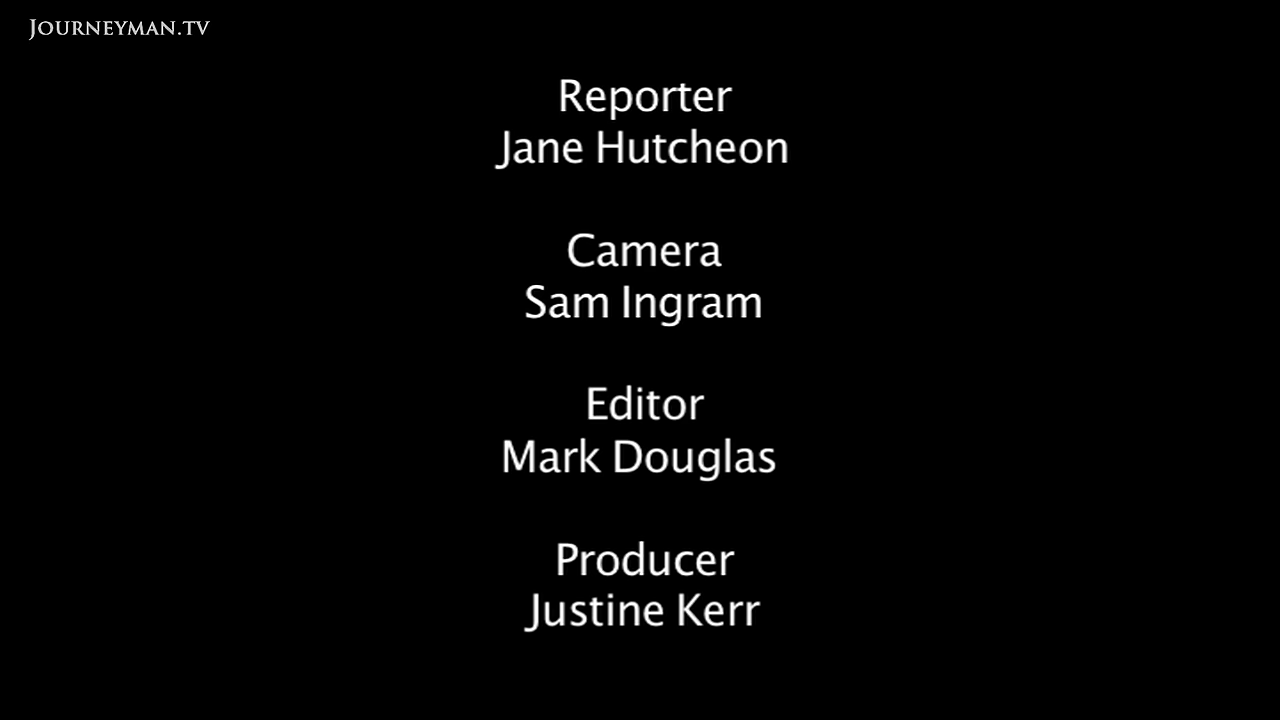 JOURNEYMAN.TV
Reporter
Jane Hutcheon
Camera
Sam Ingram
Editor
Mark Douglas
Producer
Justine Kerr